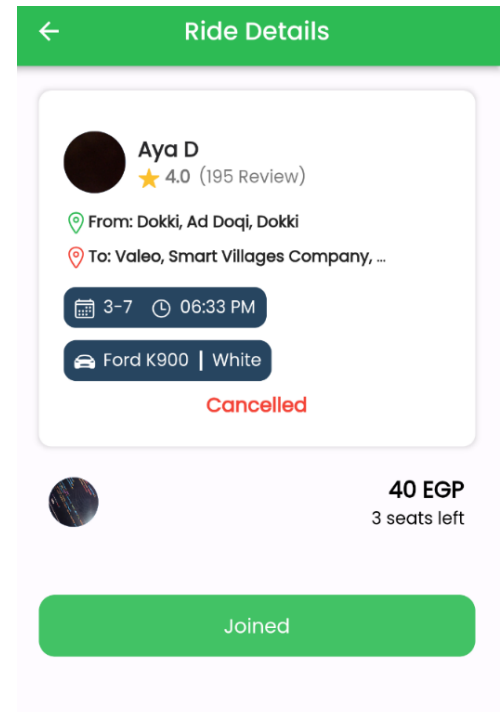 Ride Details
Aya D
4.0 (195 Review)
From: Dokki, Ad Doqi, Dokki
To: Valeo, Smart Villages Company, ...
3-7 06:33 PM
Ford K900 | White
Cancelled
40 EGP
3 seats left
Joined